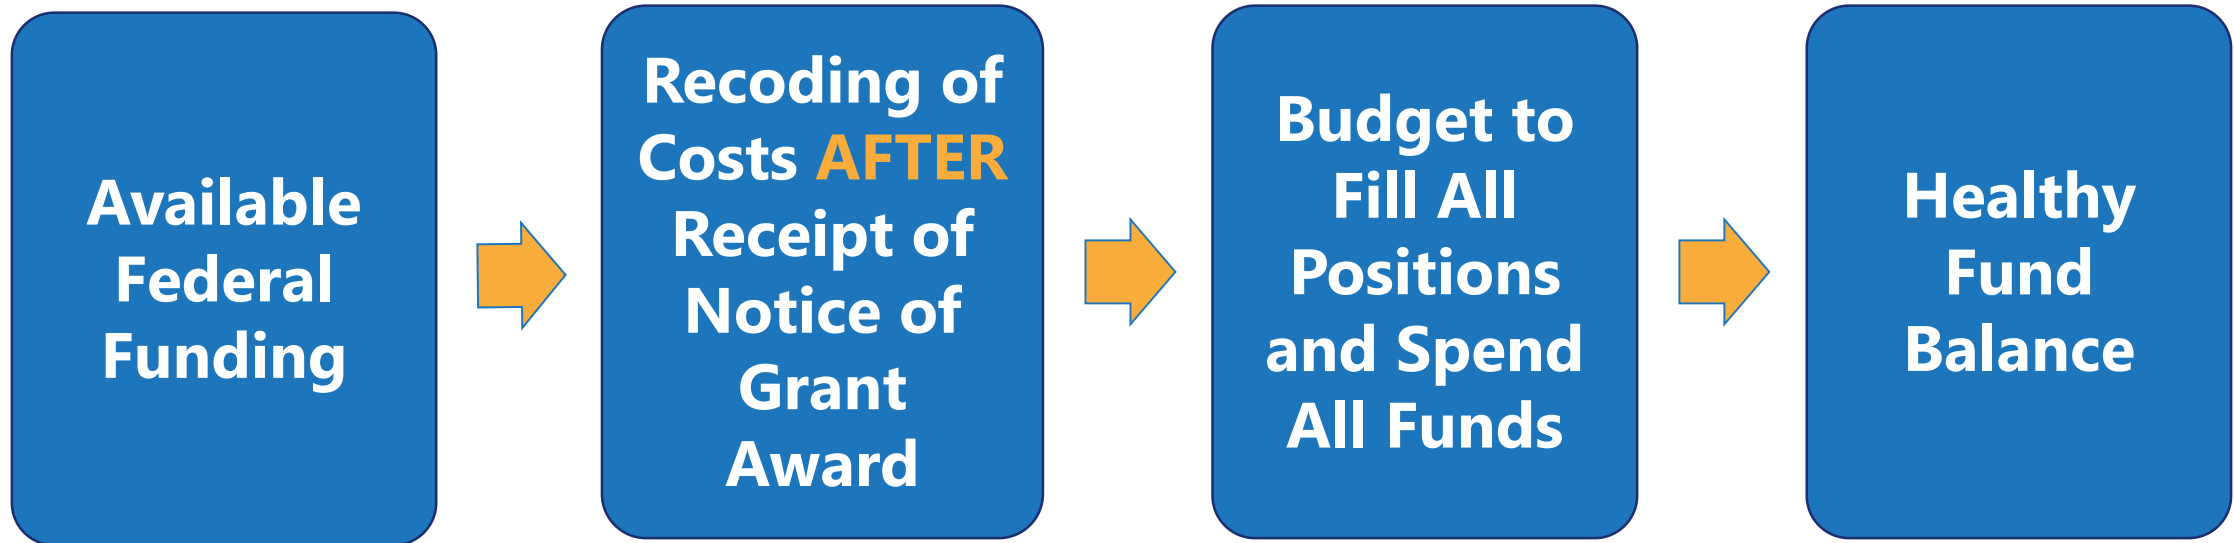 Available
Federal
Funding
Recoding of
Costs AFTER
Receipt of
Notice of
Grant
Award
Budget to
Fill All
Positions
and Spend
All Funds
Healthy
Fund
Balance